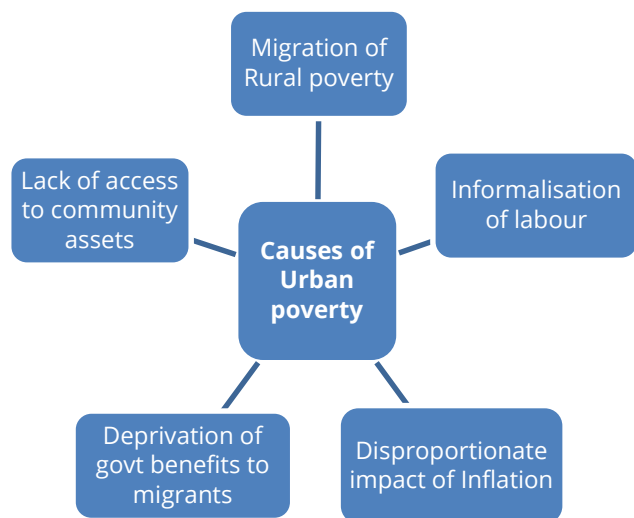 Migration of
Rural poverty
Lack of access
to community
assets
Informalisation
of labour
Causes of
Urban
poverty
Deprivation of
govt benefits to
migrants
Disproportionate
impact of Inflation